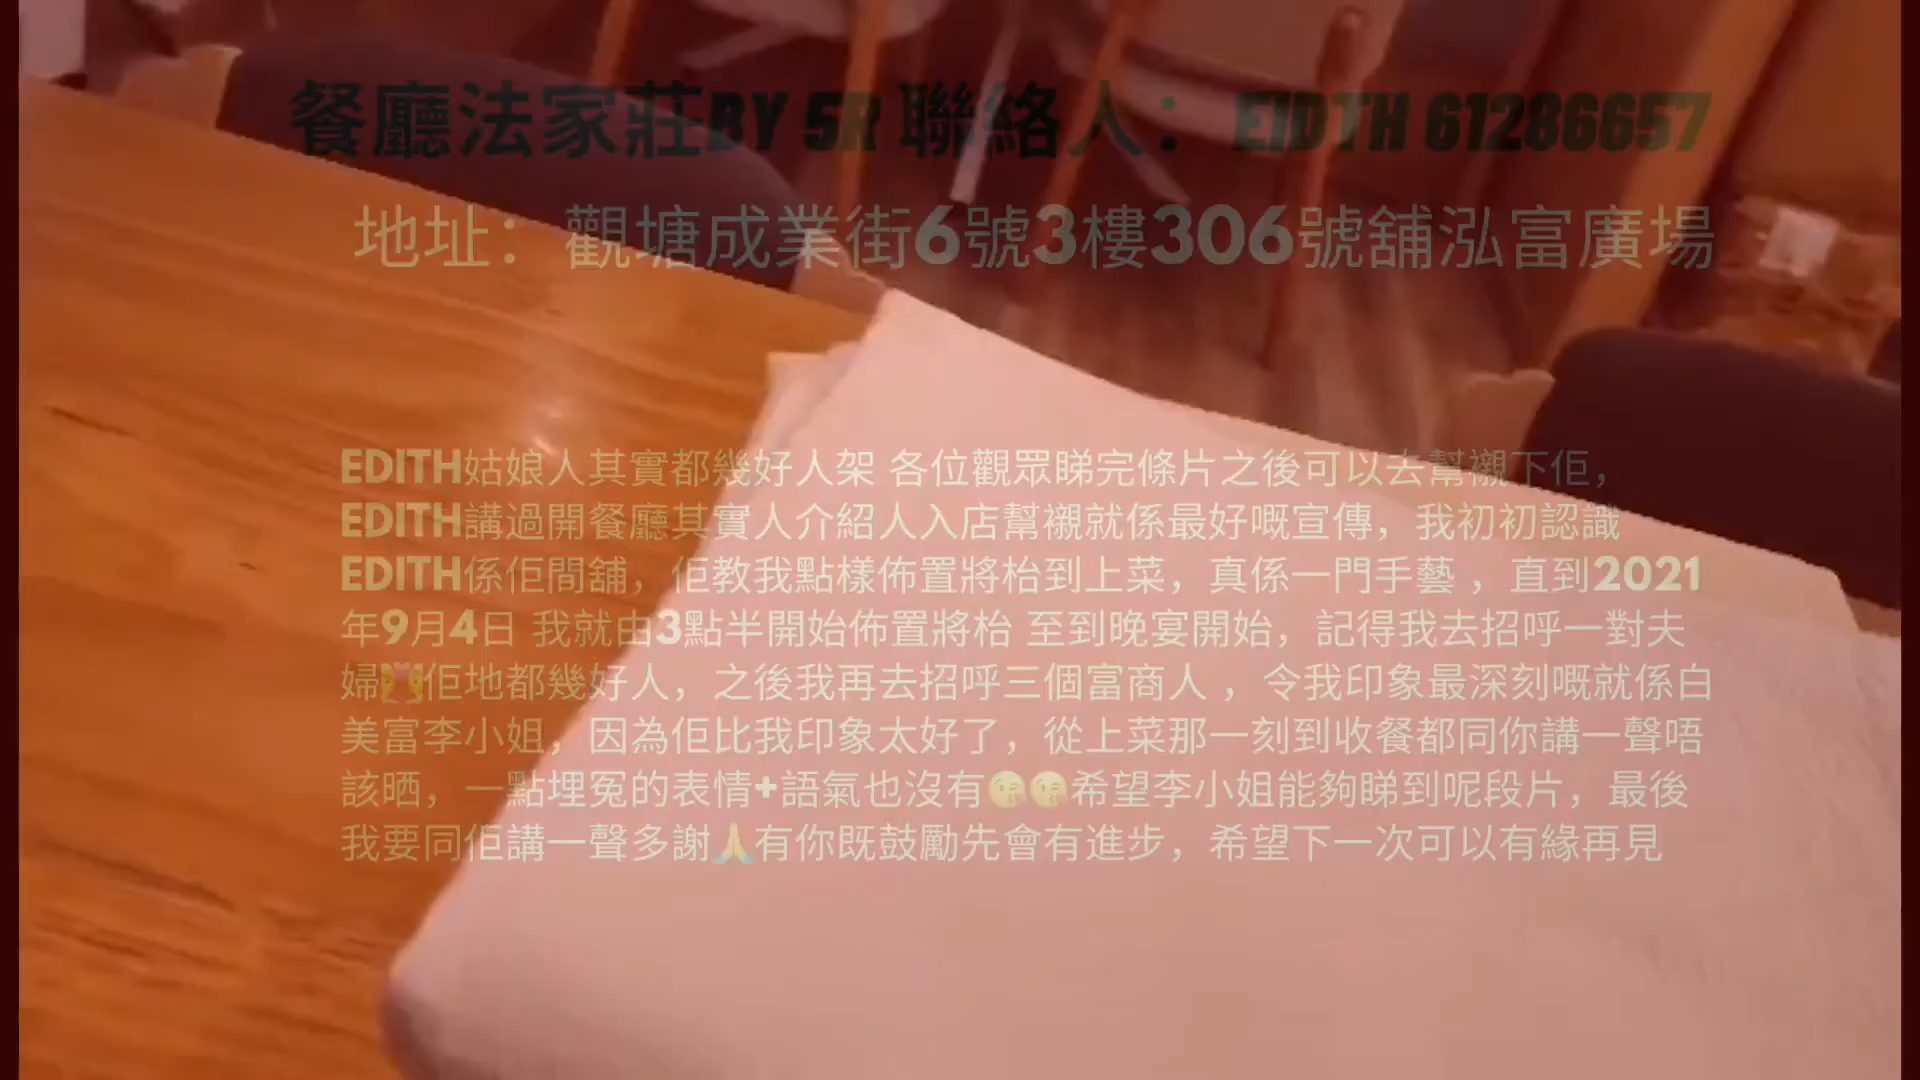 餐廳法家莊BY 5R 聯絡人：EIDTH 61286657
地址：觀塘成業街6號3樓306號舖泓富廣場
EDITH姑娘人其實都幾好人架 各位觀眾睇完條片之後可以去幫襯下佢，
EDITH講過開餐廳其實人介紹人入店幫襯就係最好嘅宣傳，我初初認識
EDITH係佢間舖，佢教我點樣佈置將枱到上菜，真係一門手藝 ，直到2021
年9月4日 我就由3點半開始佈置將枱 至到晚宴開始，記得我去招呼一對夫
婦👯佢地都幾好人，之後我再去招呼三個富商人 ，令我印象最深刻嘅就係白
美富李小姐，因為佢比我印象太好了，從上菜那一刻到收餐都同你講一聲唔
該晒，一點埋冤的表情+語氣也沒有😘😘希望李小姐能夠睇到呢段片，最後
我要同佢講一聲多謝🙏有你既鼓勵先會有進步，希望下一次可以有緣再見